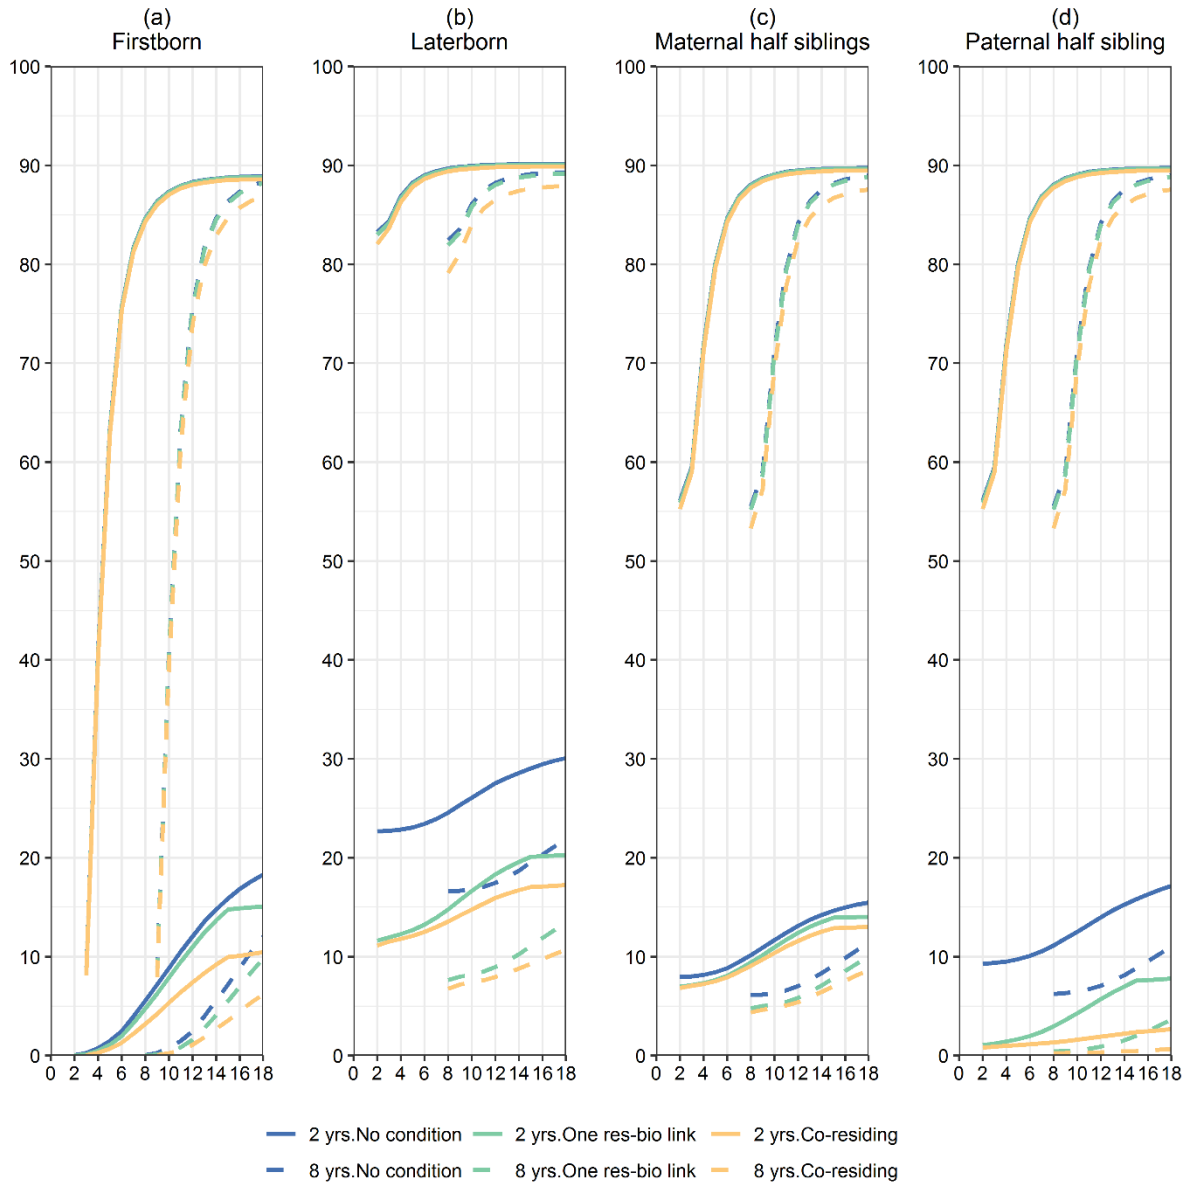 (a)
Firstborn
(b)
Laterborn
(c)
Maternal half siblings
(d)
Paternal half sibling
100 100 100 100
90 90 90 90
80 80 80 80
70 70 70 70
60 60 60 60
50 50 50 50
40 40 40 40
30 30 30 30
20 20 20 20
10 10 10 10
0 0 0 0
0 2 4 6 8 10 12 14 16 18 0 2 4 6 8 10 12 14 16 18 0 2 4 6 8 10 12 14 16 18 0 2 4 6 8 10 12 14 16 18
2 yrs.No condition 2 yrs.One res-bio link 2 yrs.Co-residing
8 yrs.No condition 8 yrs.One res-bio link 8 yrs.Co-residing